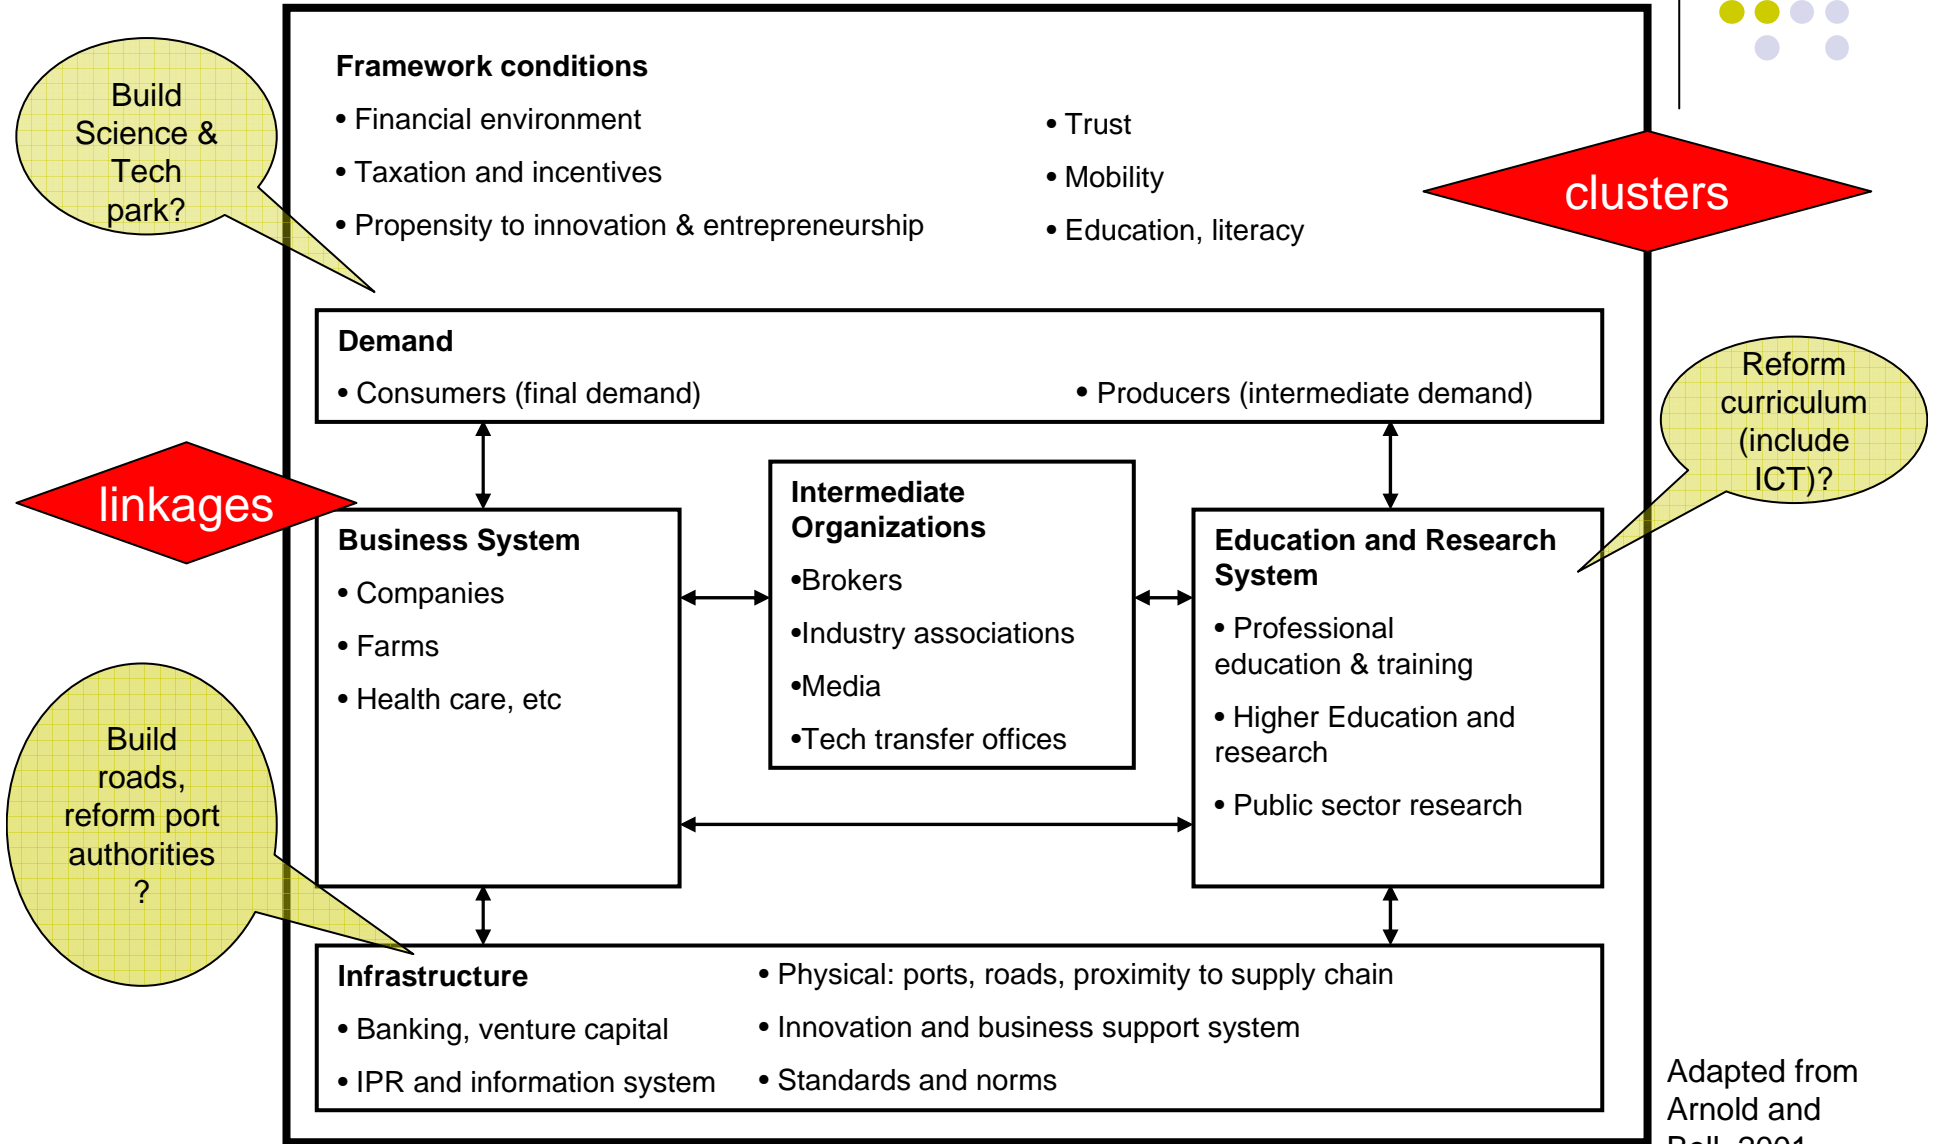 Build
Science &
Tech
park?
Framework conditions
• Financial environment
• Taxation and incentives
• Propensity to innovation & entrepreneurship
• Trust
• Mobility
• Education, literacy
clusters
Demand
• Consumers (final demand)
• Producers (intermediate demand)
Reform
curriculum
(include
ICT)?
linkages
Business System
• Companies
• Farms
• Health care, etc
Intermediate
Organizations
•Brokers
•Industry associations
•Media
•Tech transfer offices
Education and Research
System
• Professional
education & training
• Higher Education and
research
• Public sector research
Build
roads,
reform port
authorities
?
Infrastructure
• Banking, venture capital
• IPR and information system
• Physical: ports, roads, proximity to supply chain
• Innovation and business support system
• Standards and norms
Adapted from
Arnold and
Bell, 2001